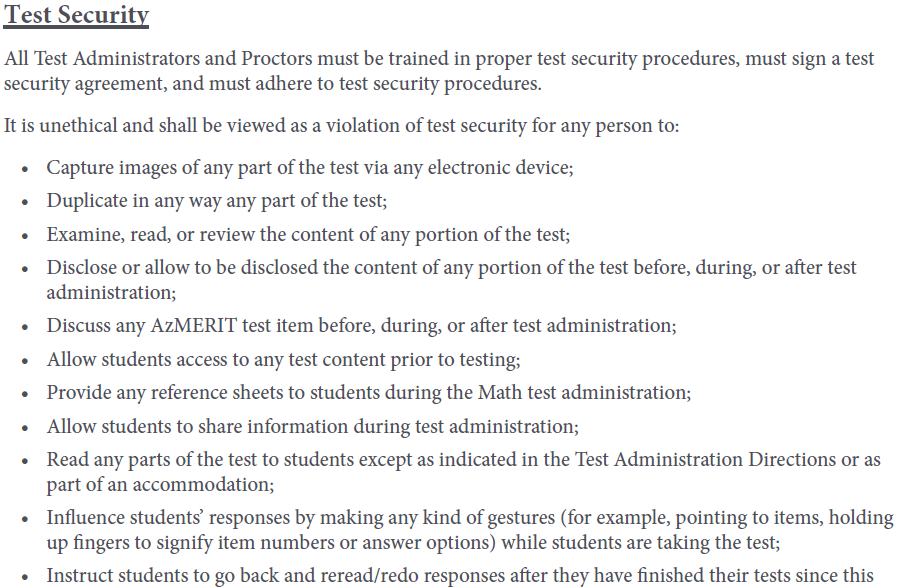 Test Security
All Test Administrators and Proctors must be trained in proper test security procedures, must sign a test
security agreement, and must adhere to test security procedures.
It is unethical and shall be viewed as a violation of test security for any person to:
• Capture images of any part of the test via any electronic device;
• Duplicate in any way any part of the test;
• Examine, read, or review the content of any portion of the test;
• Disclose or allow to be disclosed the content of any portion of the test before, during, or after test
administration;
• Discuss any AzMERIT test item before, during, or after test administration;
• Allow students access to any test content prior to testing;
• Provide any reference sheets to students during the Math test administration;
• Allow students to share information during test administration;
• Read any parts of the test to students except as indicated in the Test Administration Directions or as
part of an accommodation;
• Influence students’ responses by making any kind of gestures (for example, pointing to items, holding
up fingers to signify item numbers or answer options) while students are taking the test;
• Instruct students to go back and reread/redo responses after they have finished their tests since this